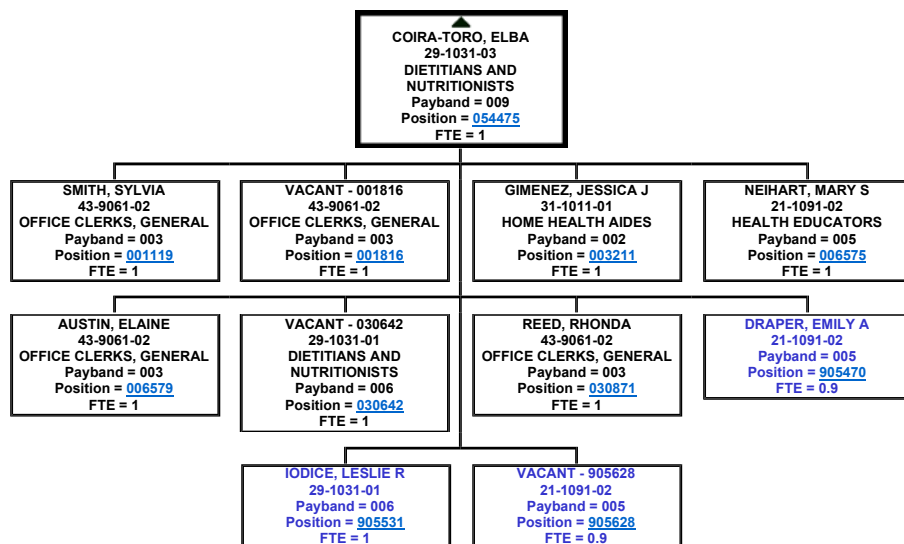 COIRA-TORO, ELBA
29-1031-03
DIETITIANS AND
NUTRITIONISTS
Payband = 009
Position = 054475
FTE = 1
SMITH, SYLVIA
43-9061-02
OFFICE CLERKS, GENERAL
Payband = 003
Position = 001119
FTE = 1
VACANT - 001816
43-9061-02
OFFICE CLERKS, GENERAL
Payband = 003
Position = 001816
FTE = 1
GIMENEZ, JESSICA J
31-1011-01
HOME HEALTH AIDES
Payband = 002
Position = 003211
FTE = 1
NEIHART, MARY S
21-1091-02
HEALTH EDUCATORS
Payband = 005
Position = 006575
FTE = 1
AUSTIN, ELAINE
43-9061-02
OFFICE CLERKS, GENERAL
Payband = 003
Position = 006579
FTE = 1
VACANT - 030642
29-1031-01
DIETITIANS AND
NUTRITIONISTS
Payband = 006
Position = 030642
FTE = 1
REED, RHONDA
43-9061-02
OFFICE CLERKS, GENERAL
Payband = 003
Position = 030871
FTE = 1
DRAPER, EMILY A
21-1091-02
Payband = 005
Position = 905470
FTE = 0.9
IODICE, LESLIE R
29-1031-01
Payband = 006
Position = 905531
FTE = 1
VACANT - 905628
21-1091-02
Payband = 005
Position = 905628
FTE = 0.9